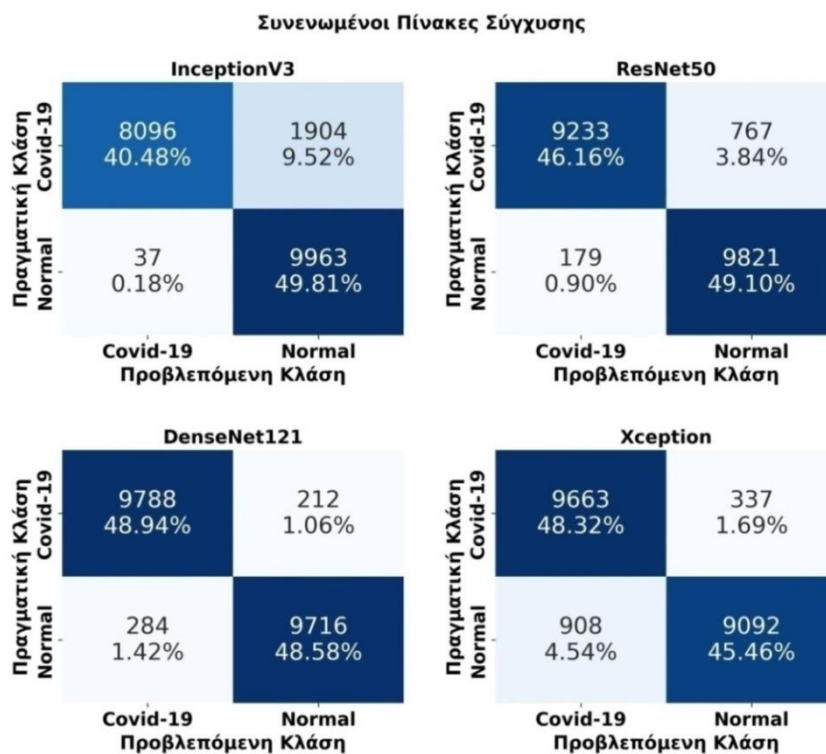 Συνενωμένοι Πίνακες Σύγχυσης
InceptionV3
Πραγματική Κλάση
Covid-19
Normal
8096
40.48%
1904
9.52%
37
0.18%
9963
49.81%
Covid-19
Normal
Προβλεπόμενη Κλάση
ResNet50
Πραγματική Κλάση
Covid-19
Normal
9233
46.16%
767
3.84%
179
0.90%
9821
49.10%
Covid-19
Normal
Προβλεπόμενη Κλάση
DenseNet121
Πραγματική Κλάση
Covid-19
Normal
9788
48.94%
212
1.06%
284
1.42%
9716
48.58%
Covid-19
Normal
Προβλεπόμενη Κλάση
Xception
Πραγματική Κλάση
Covid-19
Normal
9663
48.32%
337
1.69%
908
4.54%
9092
45.46%
Covid-19
Normal
Προβλεπόμενη Κλάση